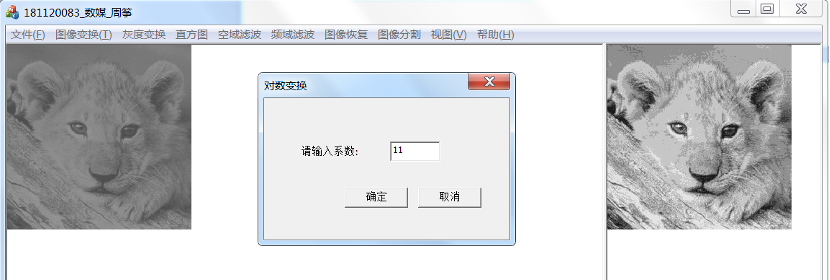 181120083_数媒_周筝
文件(F) 图像变换(T) 灰度变换 直方图 空域滤波 频域滤波 图像恢复 图像分割 视图(V) 帮助(H)
对数变换
请输入系数: 11
确定 取消